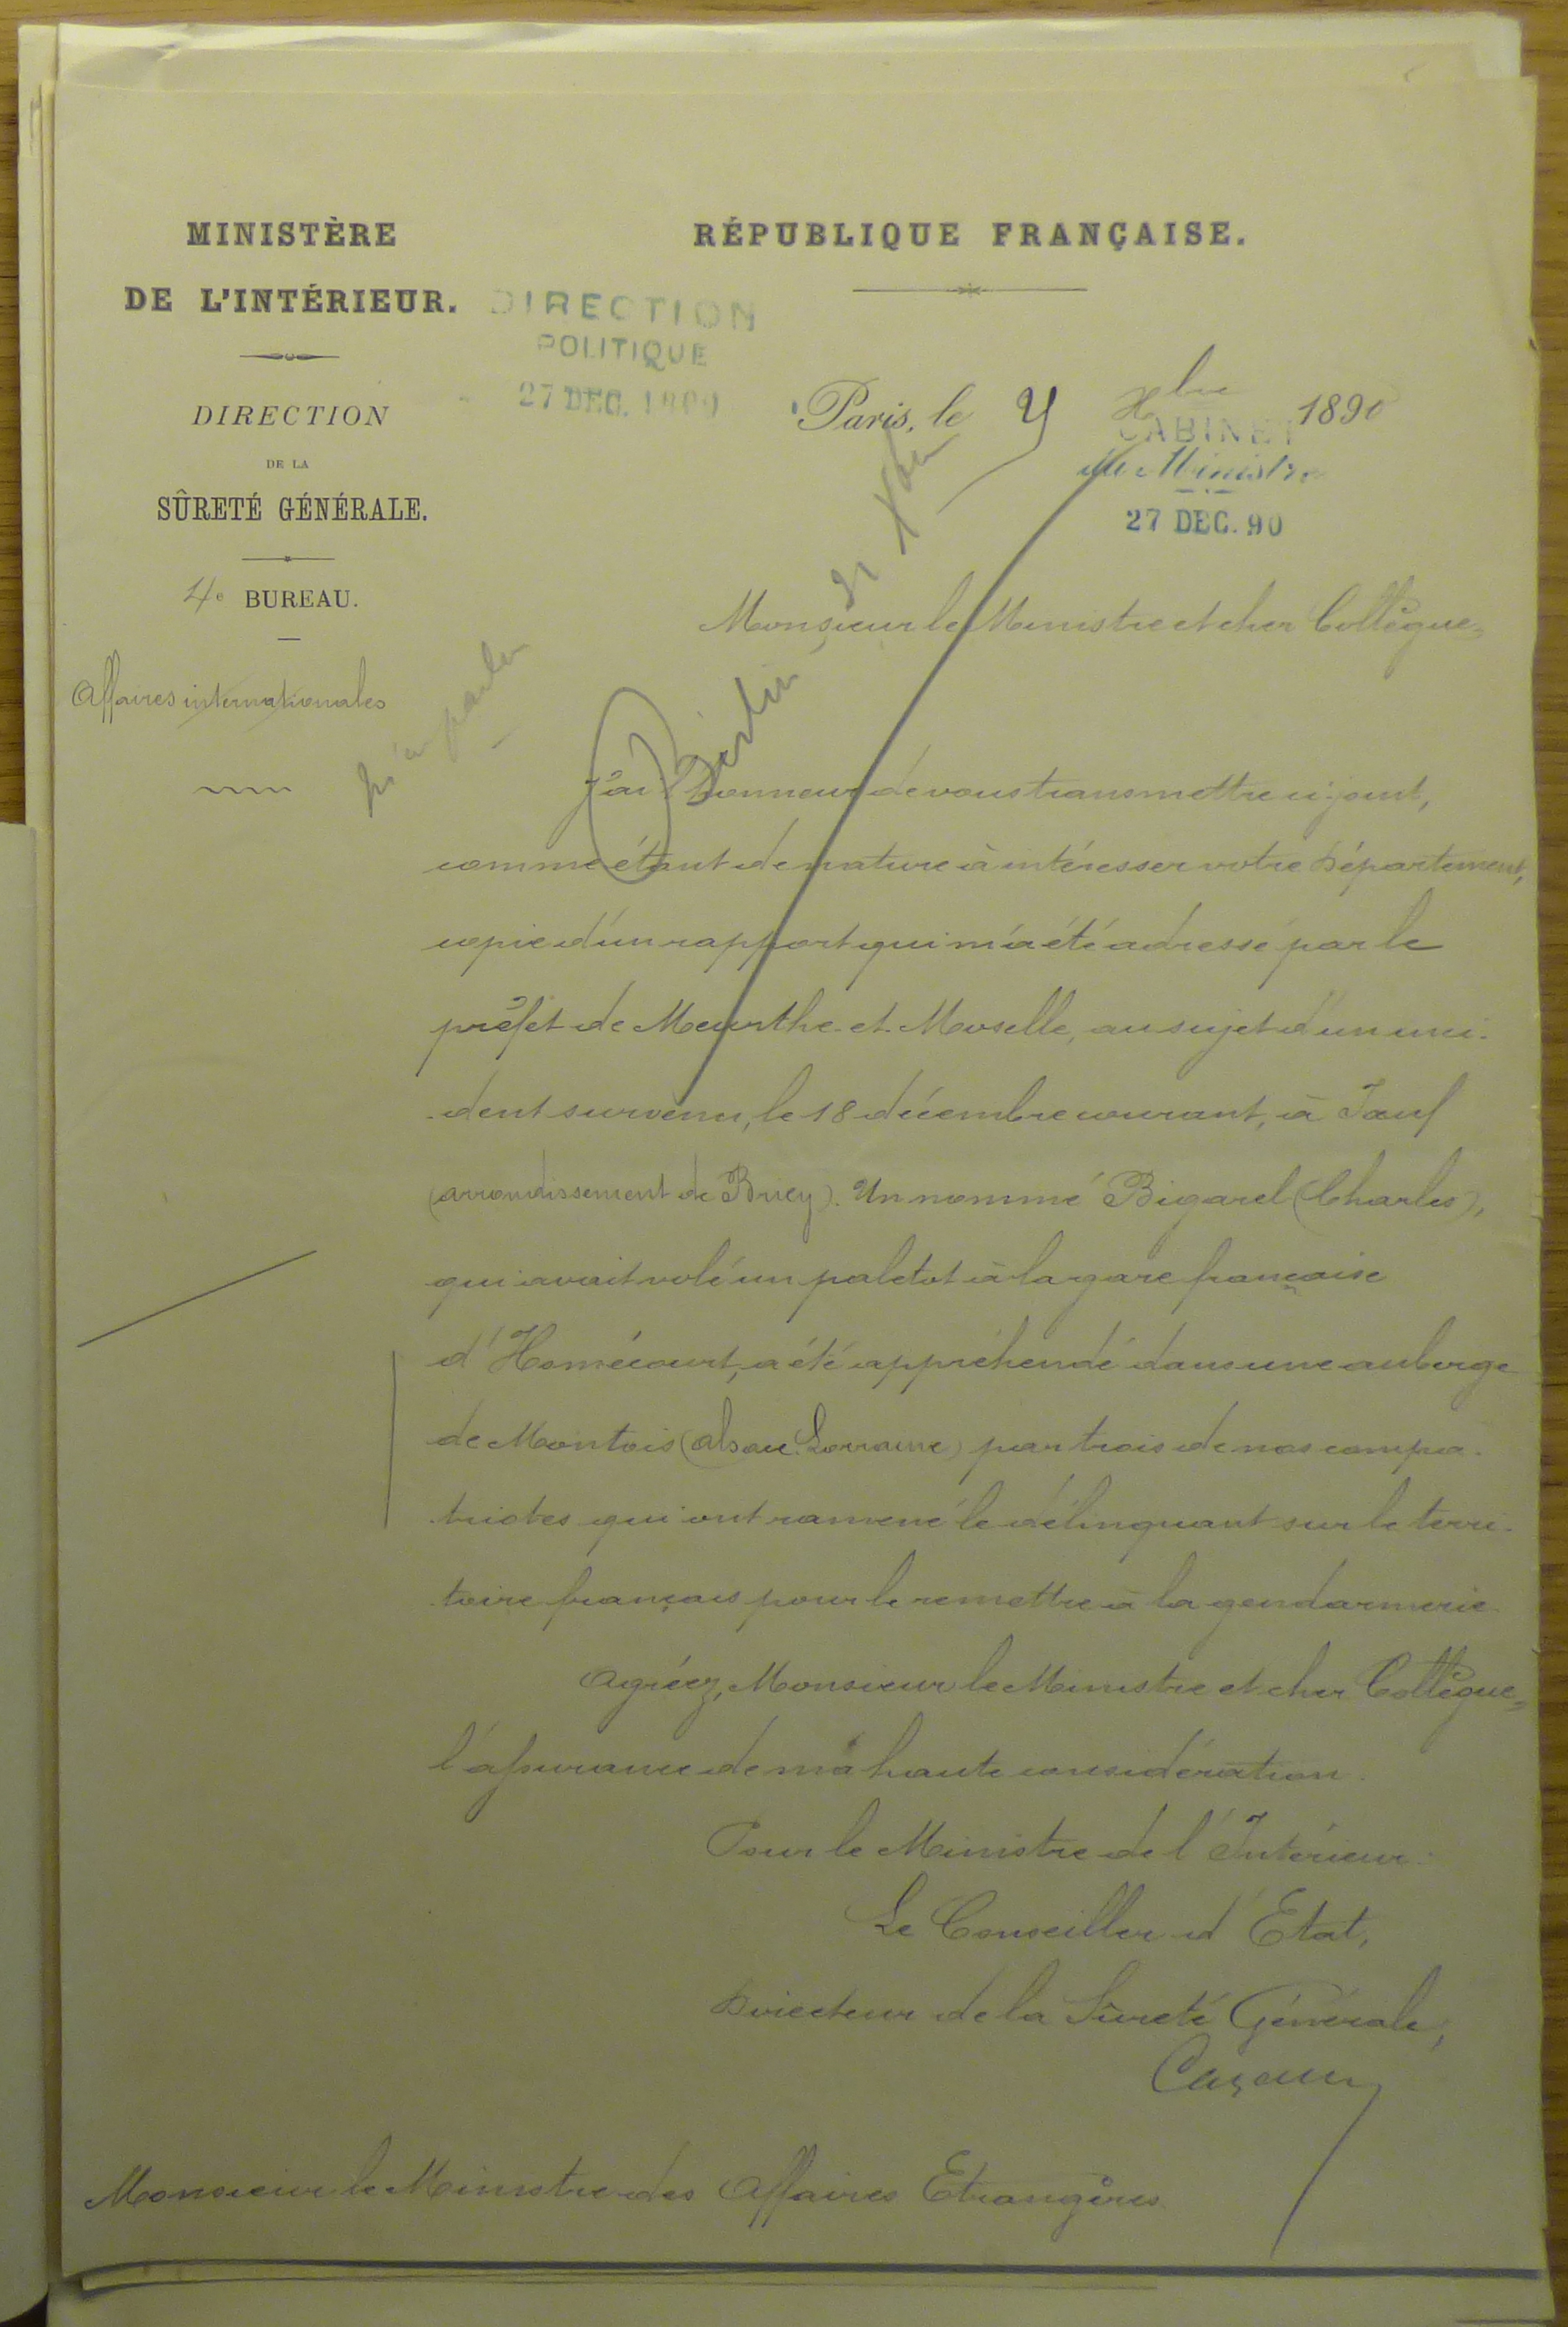 MINISTÈRE
DE L'INTÉRIEUR.
DIRECTION
DE LA
SÛRETÉ GÉNÉRALE.
4e BUREAU.
Affaires internationales
RÉPUBLIQUE FRANÇAISE.
DIRECTION
POLITIQUE
27 DEC. 1890
Paris, le Xbre 1890
CABINET
du Ministre
27 DEC. 90
Berlin 31 Xbre
Monsieur le Ministre et cher Collègue,
J'ai l'honneur de vous transmettre ci-joint,
comme étant de nature à intéresser votre Département,
copie d'un rapport qui m'a été adressé par le
préfet de Meurthe-et-Moselle, au sujet d'un inci-
dent survenu, le 18 décembre courant, à Joeuf
(arrondissement de Briey). Un nommé Bigarel (Charles),
qui avait volé un paletot à la gare française
d'Homécourt, a été appréhendé dans une auberge
de Montois (Alsace-Lorraine) par trois de nos compa-
triotes qui ont ramené le délinquant sur le terri-
toire français pour le remettre à la gendarmerie.
Agréez, Monsieur le Ministre et cher Collègue,
l'assurance de ma haute considération.
Pour le Ministre de l'Intérieur:
Le Conseiller d'Etat,
Directeur de la Sûreté Générale,
Monsieur le Ministre des Affaires Etrangères